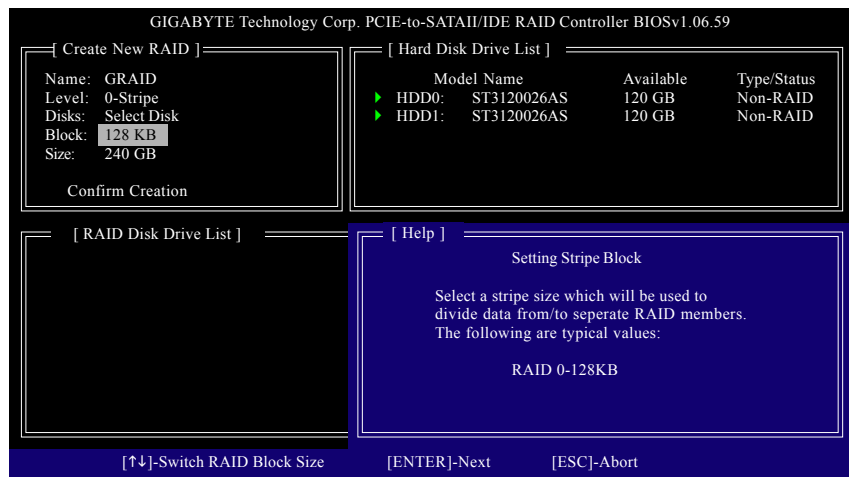 GIGABYTE Technology Corp. PCIE-to-SATAII/IDE RAID Controller BIOSv1.06.59
[ Create New RAID ]
Name: GRAID
Level: 0-Stripe
Disks: Select Disk
Block: 128 KB
Size: 240 GB
Confirm Creation
[ Hard Disk Drive List ]
Model Name Available Type/Status
HDD0: ST3120026AS 120 GB Non-RAID
HDD1: ST3120026AS 120 GB Non-RAID
[ RAID Disk Drive List ]
[ Help ]
Setting Stripe Block
Select a stripe size which will be used to
divide data from/to seperate RAID members.
The following are typical values:
RAID 0-128KB
[↑↓]-Switch RAID Block Size [ENTER]-Next [ESC]-Abort